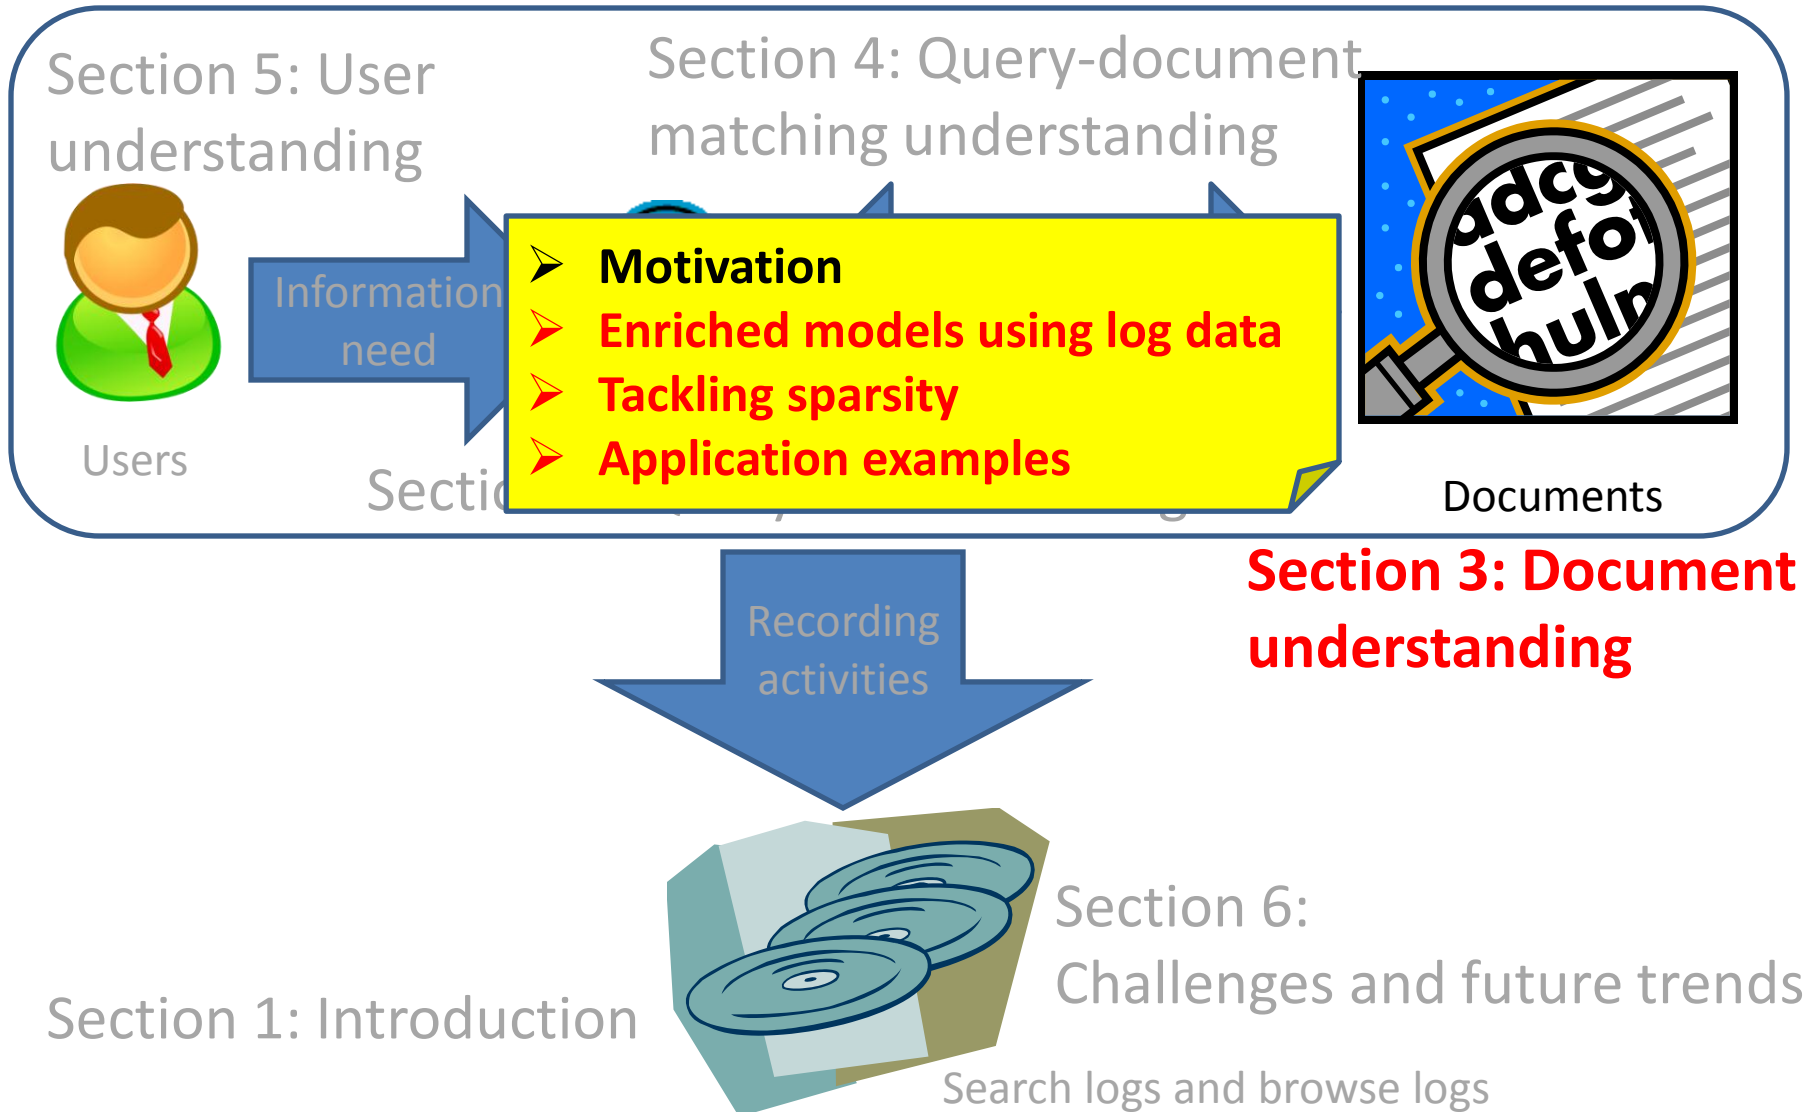 Section 5: User
understanding
Section 4: Query-document
matching understanding
Information
need
Motivation
Enriched models using log data
Tackling sparsity
Application examples
Users
Documents
Section 3: Document
understanding
Recording
activities
Section 6:
Challenges and future trends
Section 1: Introduction
Search logs and browse logs